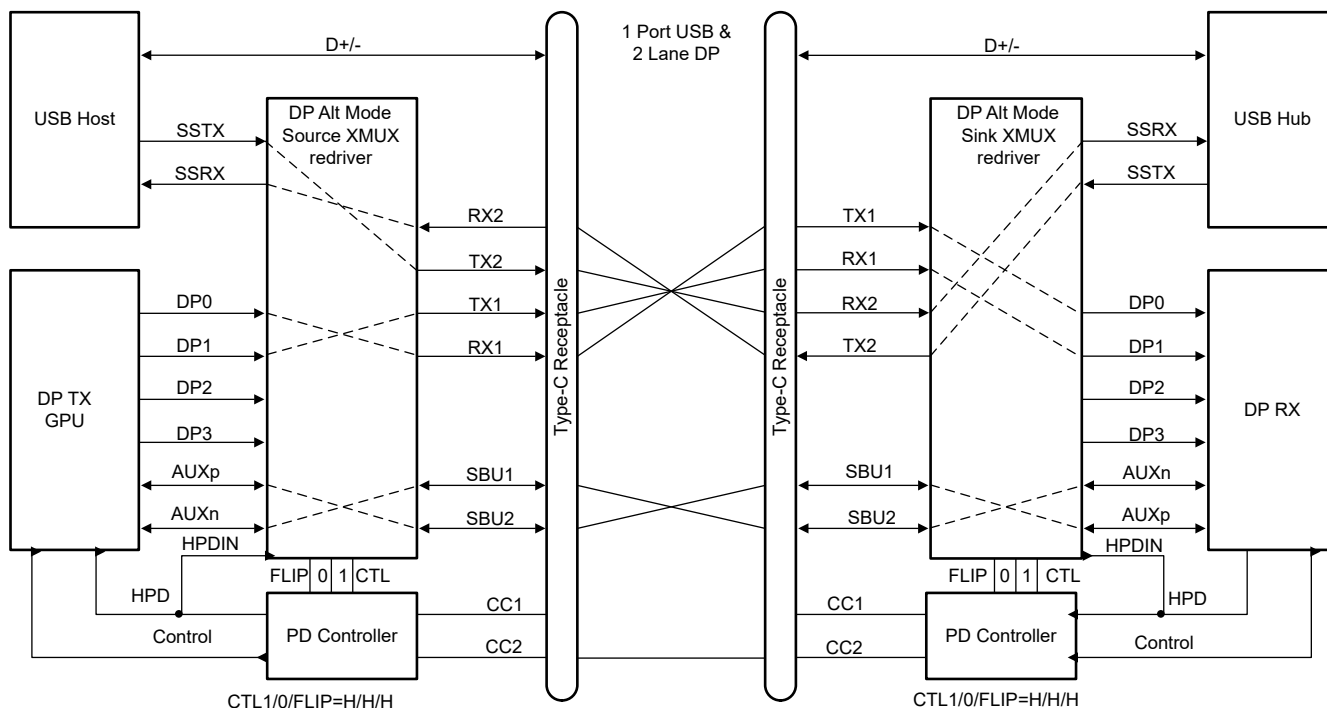 D+/-
1 Port USB &
2 Lane DP
D+/-
USB Host
SSTX
SSRX
DP Alt Mode
Source XMUX
redriver
RX2
TX2
TX1
RX1
Type-C Receptacle
Type-C Receptacle
TX1
RX1
RX2
TX2
DP Alt Mode
Sink XMUX
redriver
SSRX
SSTX
USB Hub
DP TX
GPU
DP0
DP1
DP2
DP3
AUXp
AUXn
HPDIN
SBU1
SBU2
SBU1
SBU2
DP0
DP1
DP2
DP3
AUXn
AUXp
HPDIN
DP RX
FLIP 0 1 CTL
HPD
Control
PD Controller
CC1
CC2
CTL1/0/FLIP=H/H/H
FLIP 0 1 CTL
CC1
CC2
PD Controller
HPD
Control
CTL1/0/FLIP=H/H/H